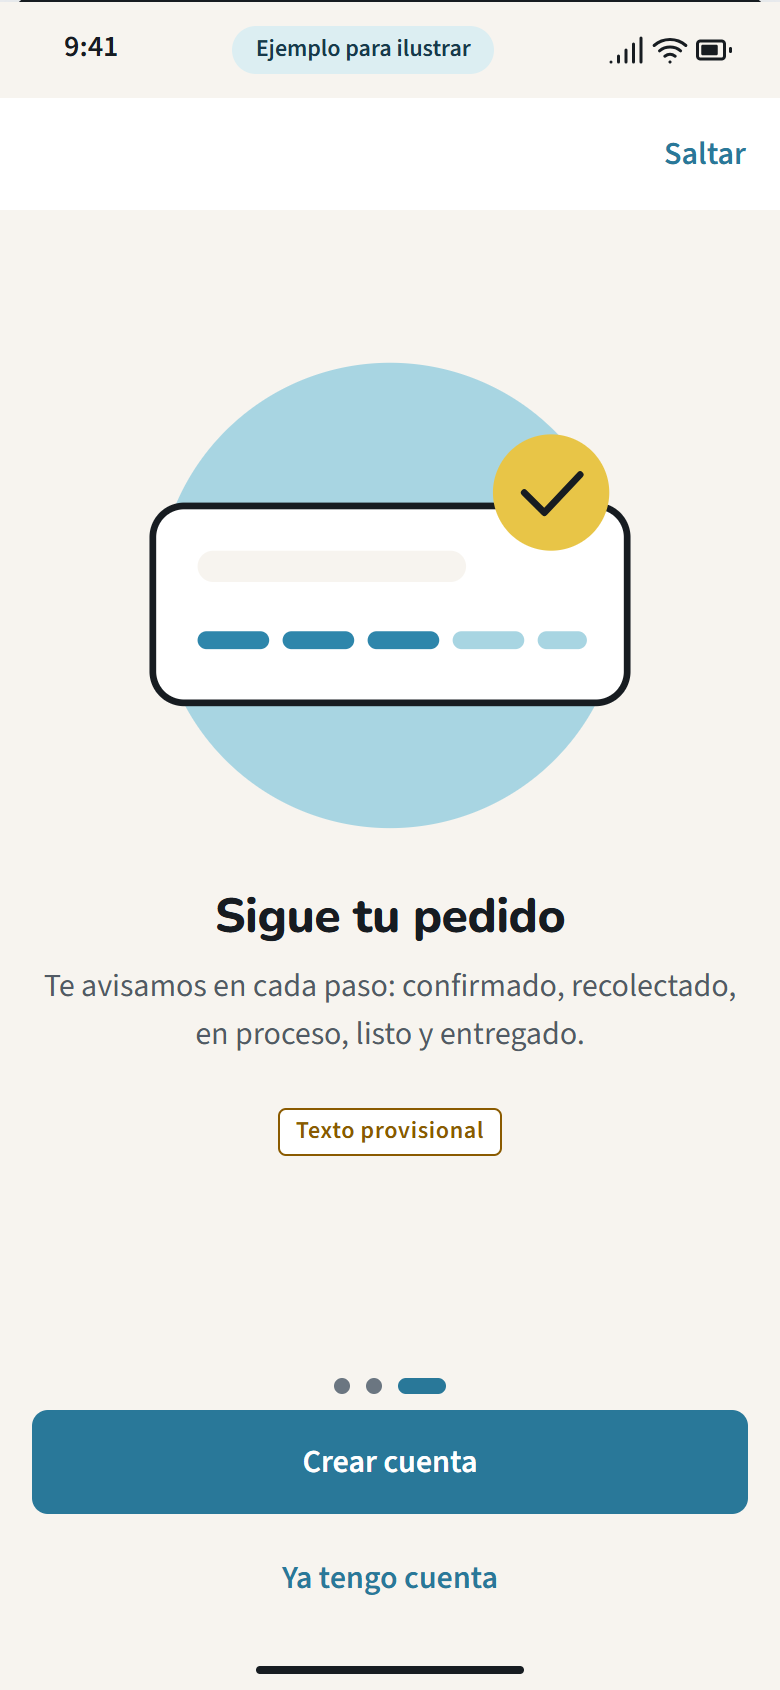 9:41
Ejemplo para ilustrar
Saltar
Sigue tu pedido
Te avisamos en cada paso: confirmado, recolectado,
en proceso, listo y entregado.
Texto provisional
Crear cuenta
Ya tengo cuenta